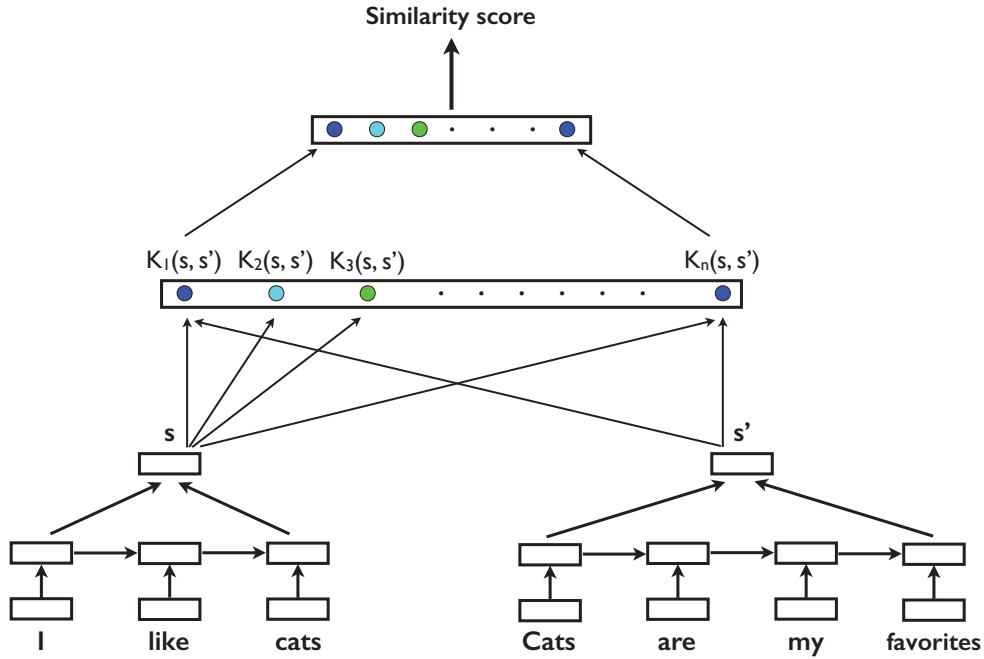 Similarity score
K₁(s, s’) K₂(s, s’) K₃(s, s’) Kₙ(s, s’)
s s’
I like cats Cats are my favorites